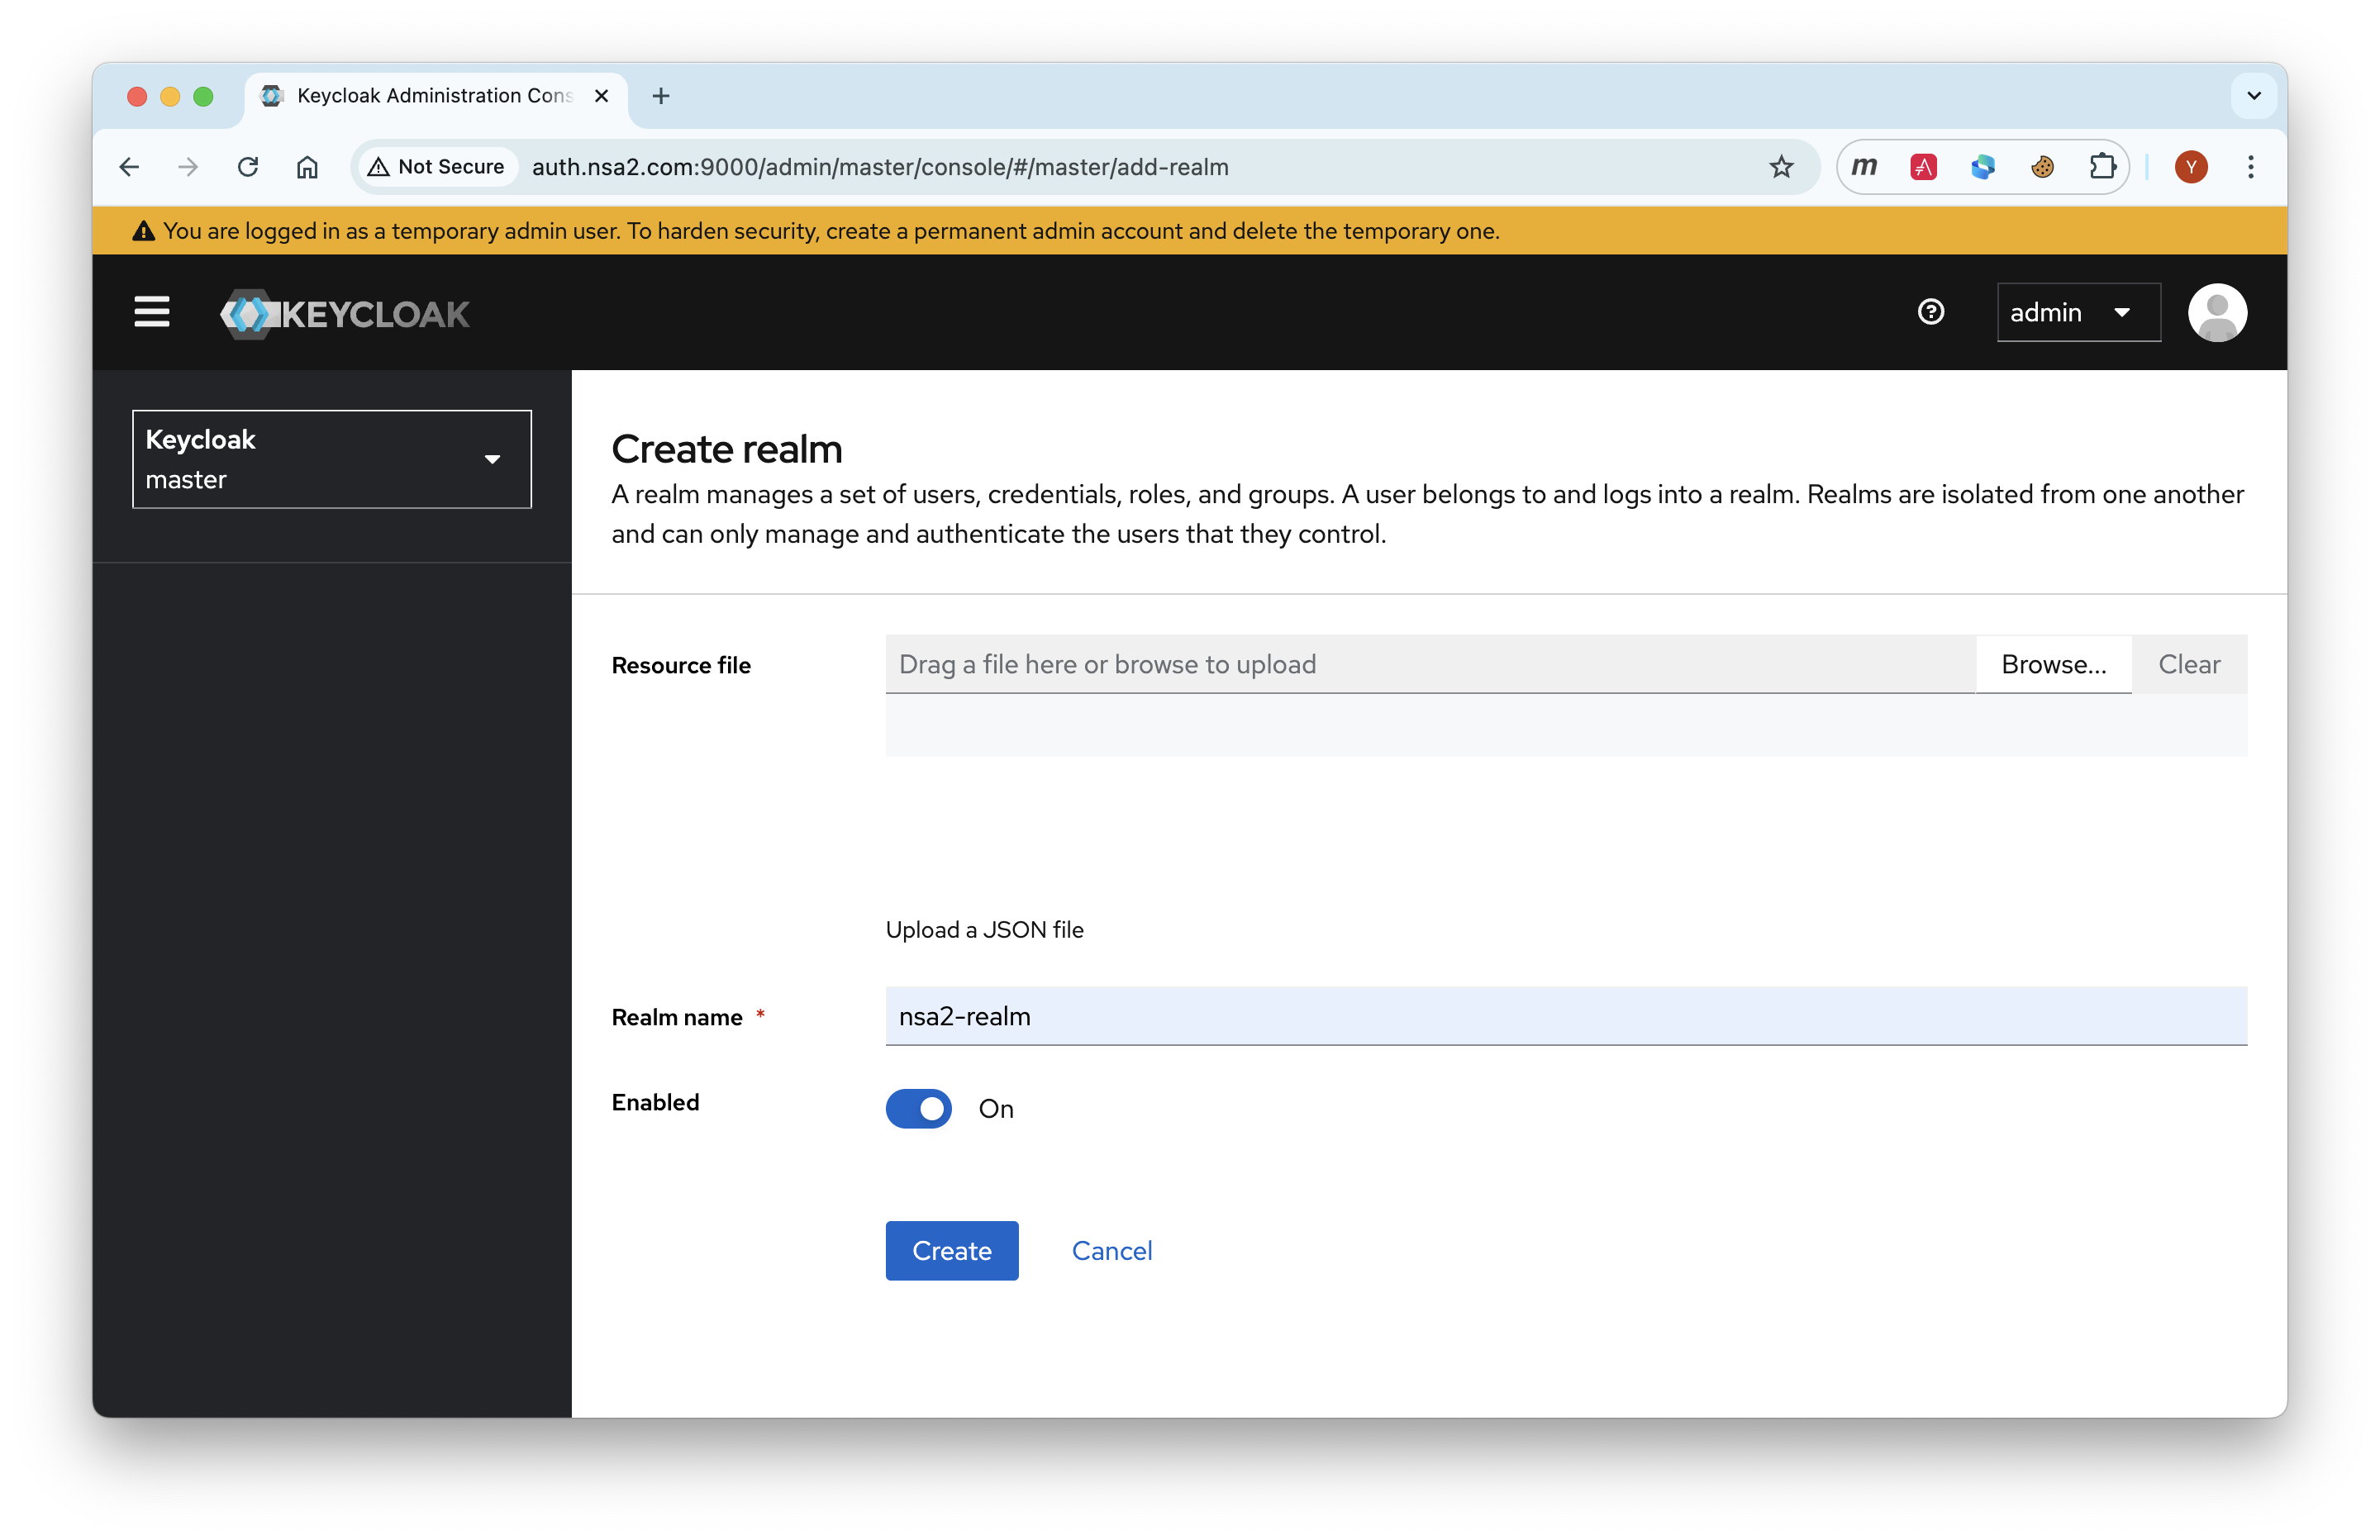 Keycloak Administration Cons
Not Secure
auth.nsa2.com:9000/admin/master/console/#/master/add-realm
m
Y
You are logged in as a temporary admin user. To harden security, create a permanent admin account and delete the temporary one.
KEYCLOAK
admin
Keycloak
master
Create realm
A realm manages a set of users, credentials, roles, and groups. A user belongs to and logs into a realm. Realms are isolated from one another
and can only manage and authenticate the users that they control.
Resource file
Drag a file here or browse to upload
Browse...
Clear
Upload a JSON file
Realm name *
nsa2-realm
Enabled
On
Create
Cancel